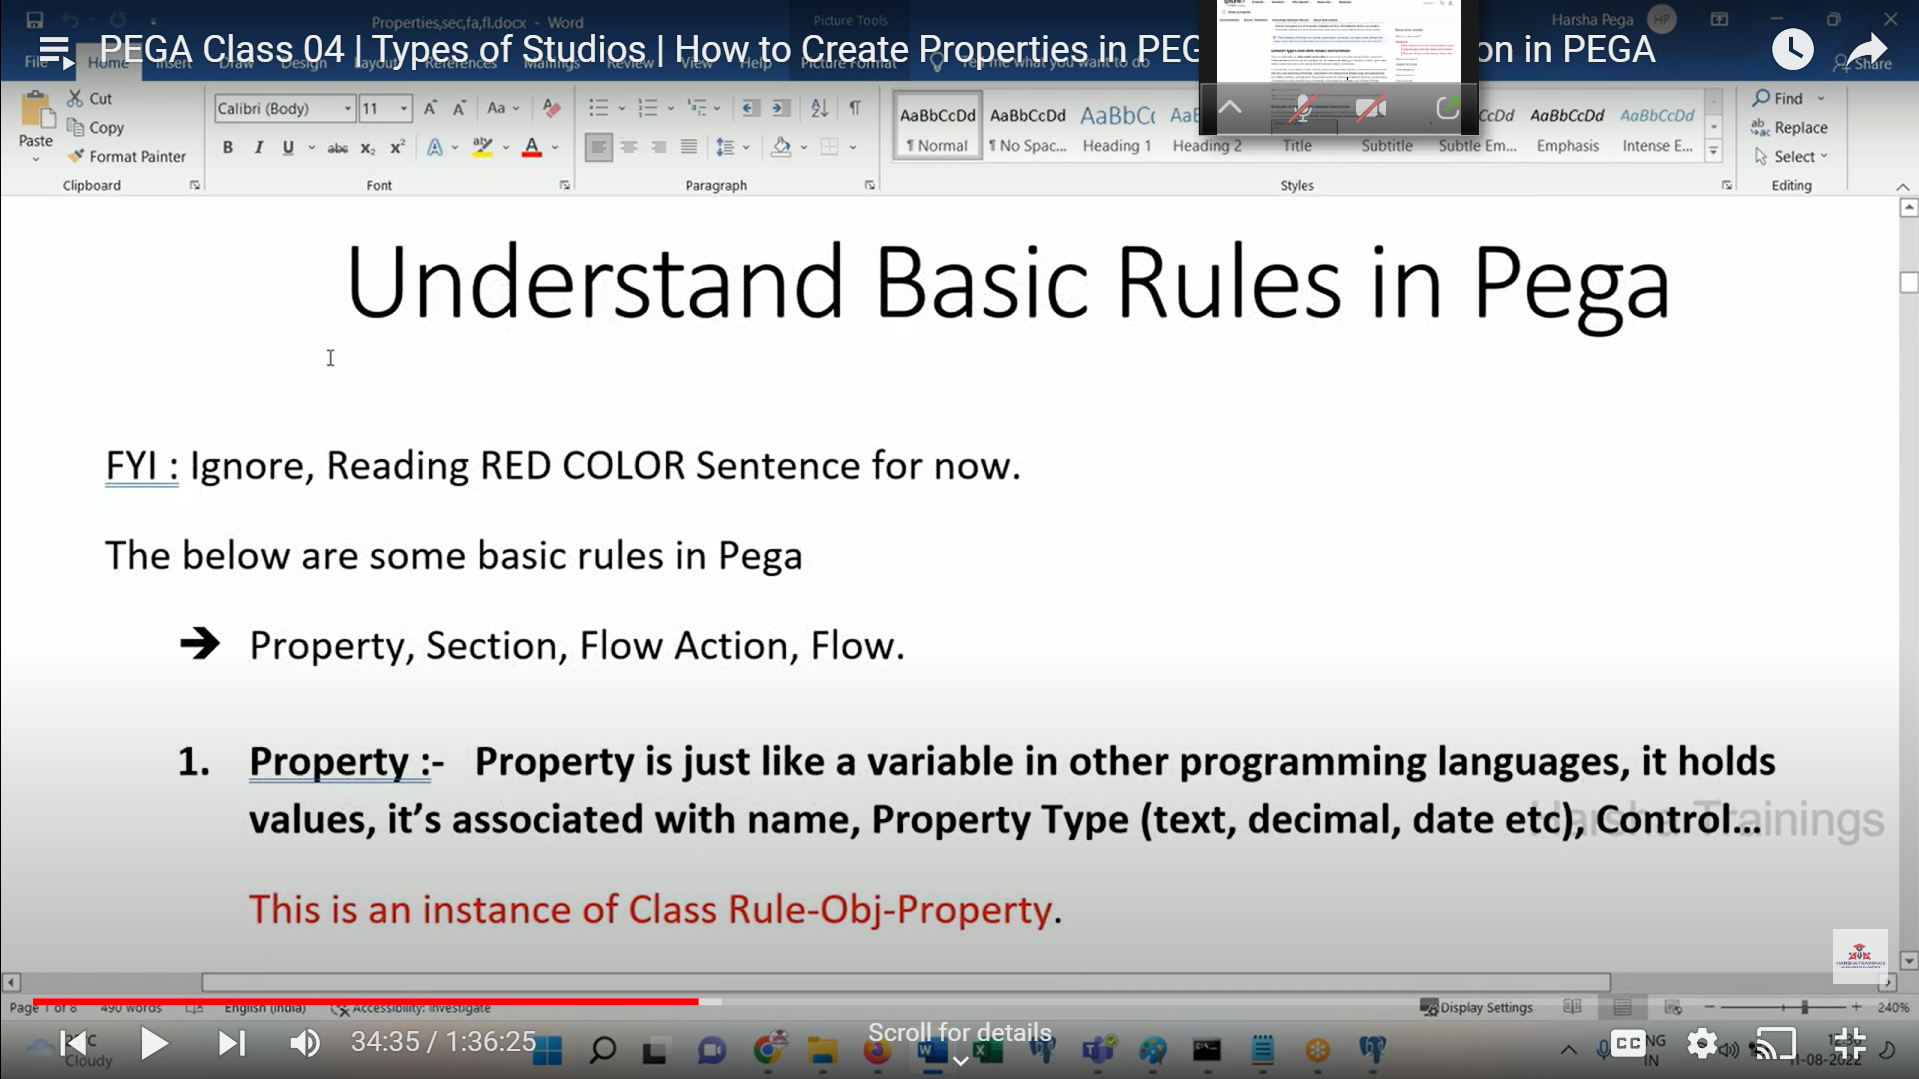 Properties,sec,fa,fl.docx - Word
Picture Tools
Harsha Pega
HP
PEGA Class 04 | Types of Studios | How to Create Properties in PEG
on in PEGA
File Home Insert Draw Design Layout References Mailings Review View Help Picture Format Tell me what you want to do
Share
Paste
Cut
Copy
Format Painter
Clipboard
Calibri (Body) 11
Font
Paragraph
AaBbCcDd AaBbCcDd AaBbC( AaB CcDd AaBbCcDd AaBbCcDd
¶ Normal ¶ No Spac... Heading 1 Heading 2 Title Subtitle Subtle Em... Emphasis Intense E...
Styles
Find
Replace
Select
Editing
Understand Basic Rules in Pega
FYI : Ignore, Reading RED COLOR Sentence for now.
The below are some basic rules in Pega
➔ Property, Section, Flow Action, Flow.
1. Property :- Property is just like a variable in other programming languages, it holds
values, it’s associated with name, Property Type (text, decimal, date etc), Control...
Harsha Trainings
This is an instance of Class Rule-Obj-Property.
HARSHA TRAININGS
Page 1 of 8 490 words English (India) Accessibility: Investigate
Display Settings
240%
34:35 / 1:36:25
Scroll for details
Cloudy
CC
IN
11-08-2022